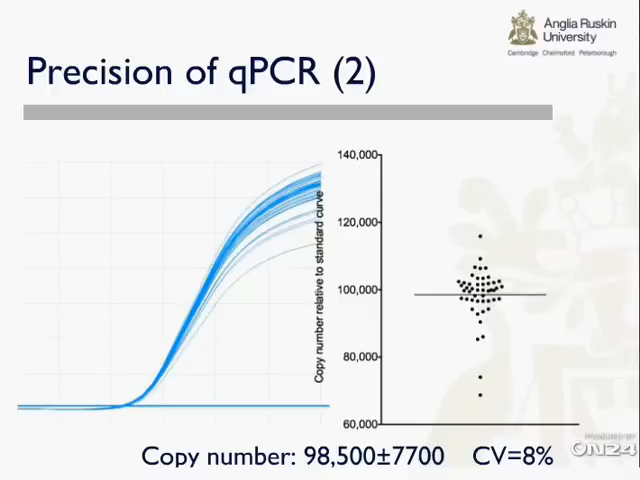 Anglia Ruskin
University
Cambridge Chelmsford Peterborough
Precision of qPCR (2)
140,000
120,000
100,000
80,000
60,000
Copy number relative to standard curve
POWERED BY
ON24
Copy number: 98,500±7700 CV=8%